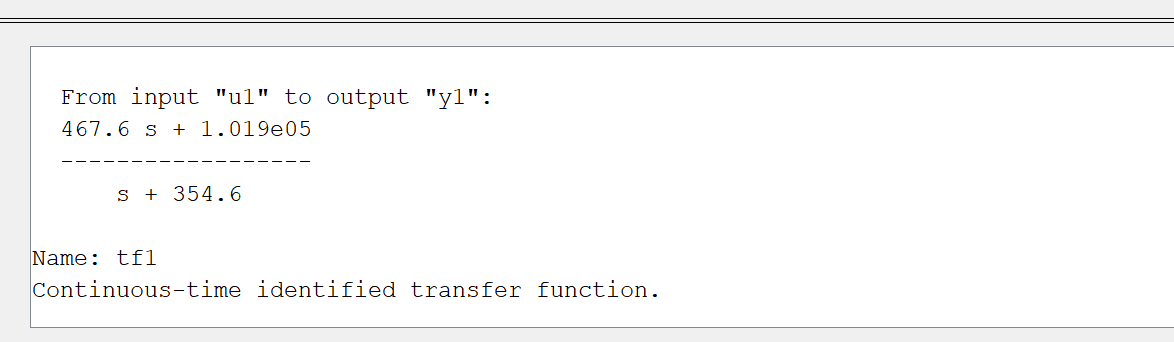 From input "u1" to output "y1":
467.6 s + 1.019e05
------------------
s + 354.6
Name: tf1
Continuous-time identified transfer function.